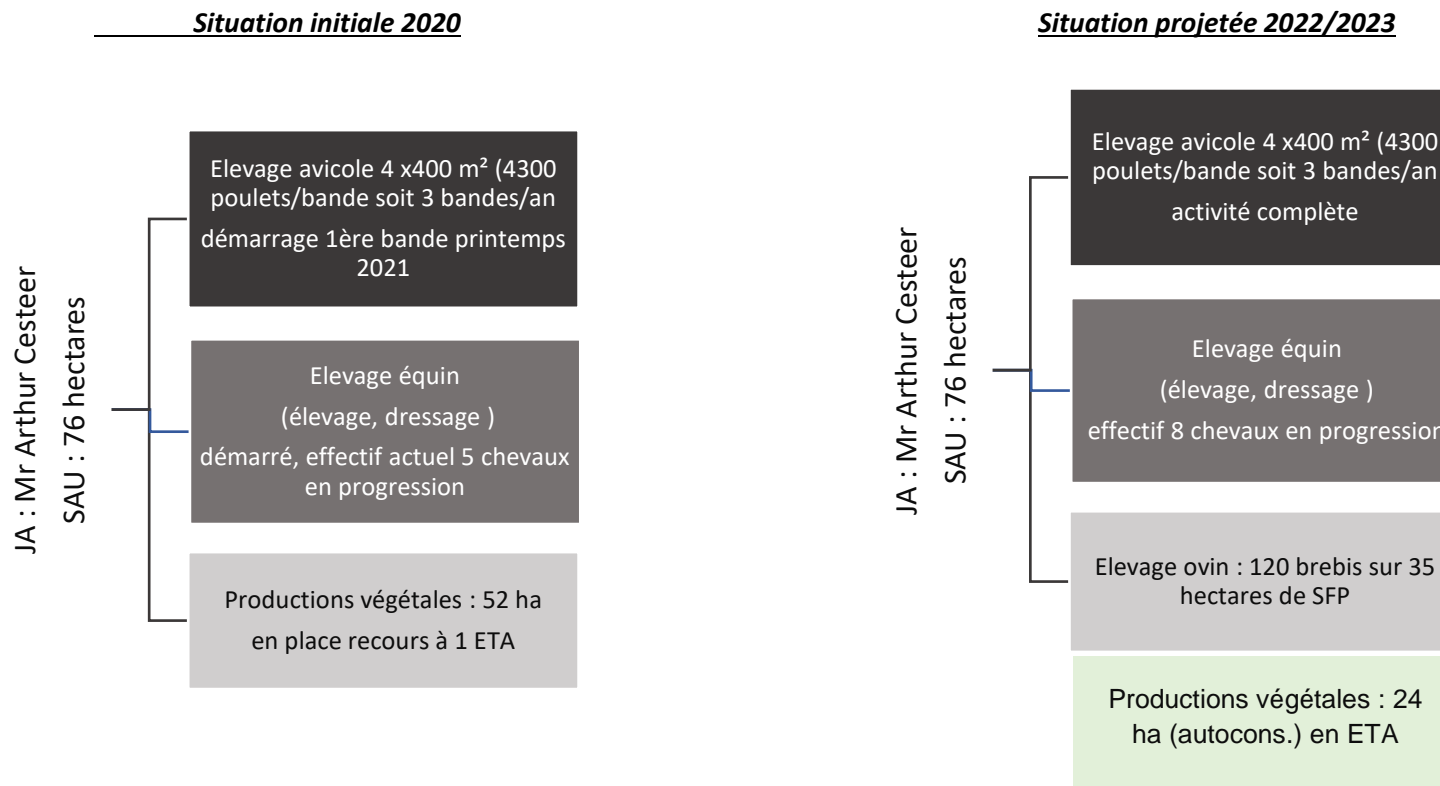 Situation initiale 2020
JA : Mr Arthur Cesteer
SAU : 76 hectares
Elevage avicole 4 x400 m² (4300
poulets/bande soit 3 bandes/an
démarrage 1ère bande printemps
2021
Elevage équin
(élevage, dressage )
démarré, effectif actuel 5 chevaux
en progression
Productions végétales : 52 ha
en place recours à 1 ETA
Situation projetée 2022/2023
JA : Mr Arthur Cesteer
SAU : 76 hectares
Elevage avicole 4 x400 m² (4300
poulets/bande soit 3 bandes/an
activité complète
Elevage équin
(élevage, dressage )
effectif 8 chevaux en progression
Elevage ovin : 120 brebis sur 35
hectares de SFP
Productions végétales : 24
ha (autocons.) en ETA